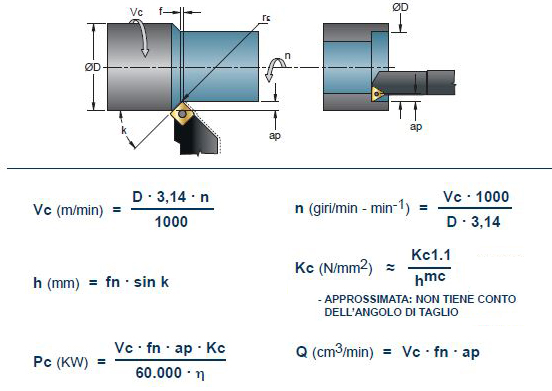 Vc
f
rε
ØD
n
k
ap
ØD
ap
Vc (m/min) = D · 3,14 · n / 1000
n (giri/min - min-1) = Vc · 1000 / D · 3,14
h (mm) = fn · sin k
Kc (N/mm2) ≈ Kc1.1 / hmc
- APPROSSIMATA: NON TIENE CONTO
DELL'ANGOLO DI TAGLIO
Pc (KW) = Vc · fn · ap · Kc / 60.000 · η
Q (cm3/min) = Vc · fn · ap